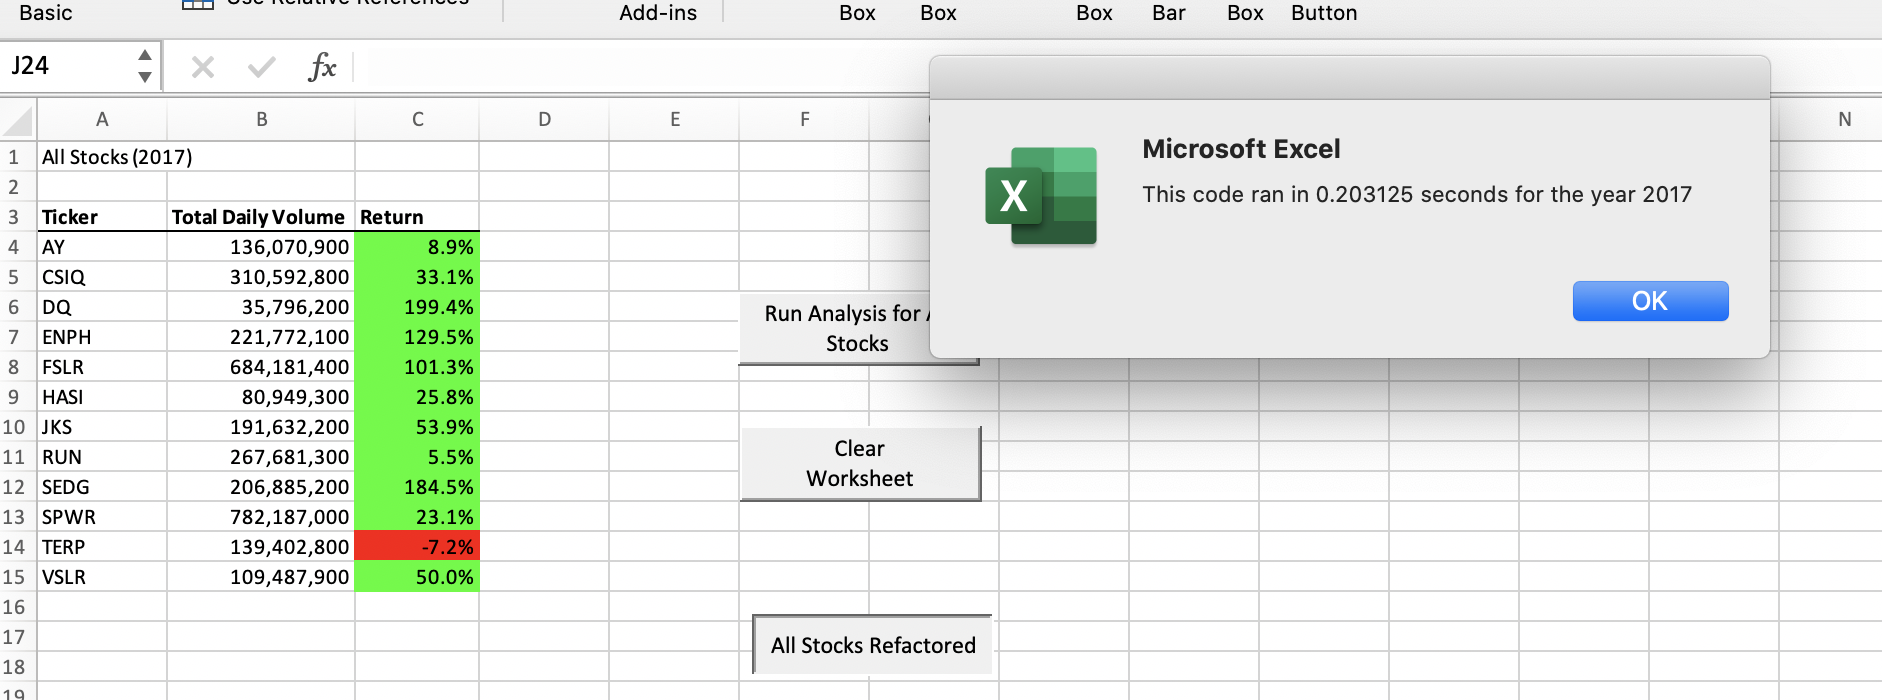 Use Relative References
Basic Add-ins Box Box Box Bar Box Button
J24 fx
A B C D E F N
1 All Stocks (2017)
2
3 Ticker Total Daily Volume Return
4 AY 136,070,900 8.9%
5 CSIQ 310,592,800 33.1%
6 DQ 35,796,200 199.4%
7 ENPH 221,772,100 129.5%
8 FSLR 684,181,400 101.3%
9 HASI 80,949,300 25.8%
10 JKS 191,632,200 53.9%
11 RUN 267,681,300 5.5%
12 SEDG 206,885,200 184.5%
13 SPWR 782,187,000 23.1%
14 TERP 139,402,800 -7.2%
15 VSLR 109,487,900 50.0%
16
17
18
19
Run Analysis for
Stocks
Clear
Worksheet
All Stocks Refactored
X
Microsoft Excel
This code ran in 0.203125 seconds for the year 2017
OK